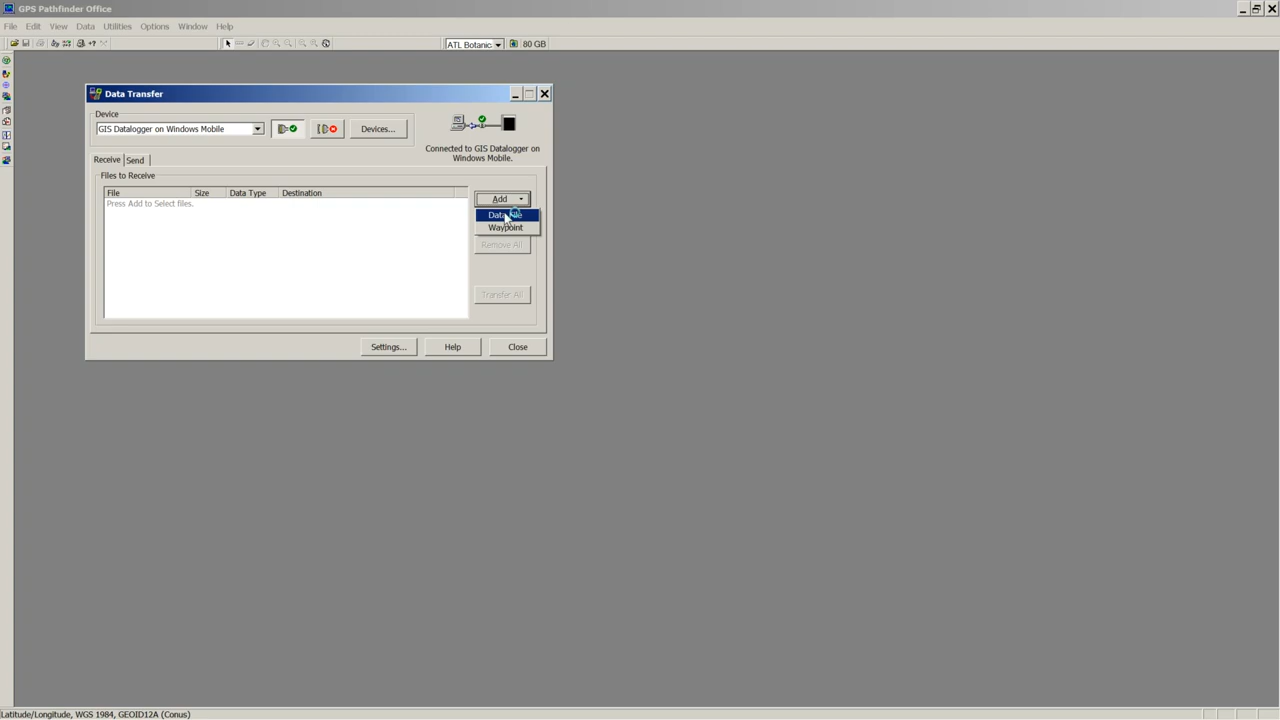 GPS Pathfinder Office
File Edit View Data Utilities Options Window Help
ATL Botanic 80 GB
Data Transfer
Device
GIS Datalogger on Windows Mobile
Devices...
Connected to GIS Datalogger on
Windows Mobile.
Receive Send
Files to Receive
File Size Data Type Destination
Press Add to Select files.
Add
Data File
Waypoint
Remove All
Transfer All
Settings... Help Close
Latitude/Longitude, WGS 1984, GEOID12A (Conus)